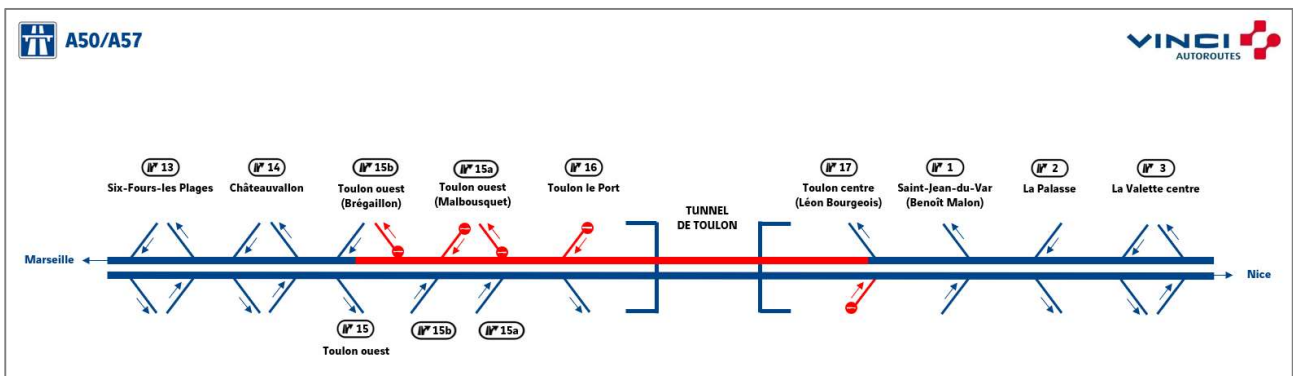 A50/A57
VINCI
AUTOROUTES
13
Six-Fours-les Plages
14
Châteauvallon
15b
Toulon ouest
(Brégaillon)
15a
Toulon ouest
(Malbousquet)
16
Toulon le Port
TUNNEL
DE TOULON
17
Toulon centre
(Léon Bourgeois)
1
Saint-Jean-du-Var
(Benoît Malon)
2
La Palasse
3
La Valette centre
Marseille
Nice
15
Toulon ouest
15b
15a